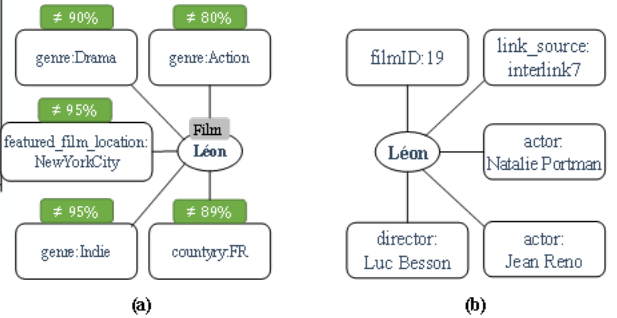 ≠ 90%
≠ 80%
genre:Drama
genre:Action
≠ 95%
featured_film_location:
NewYorkCity
Film
Léon
≠ 95%
≠ 89%
genre:Indie
countyry:FR
(a)
filmID:19
link_source:
interlink7
Léon
actor:
Natalie Portman
director:
Luc Besson
actor:
Jean Reno
(b)